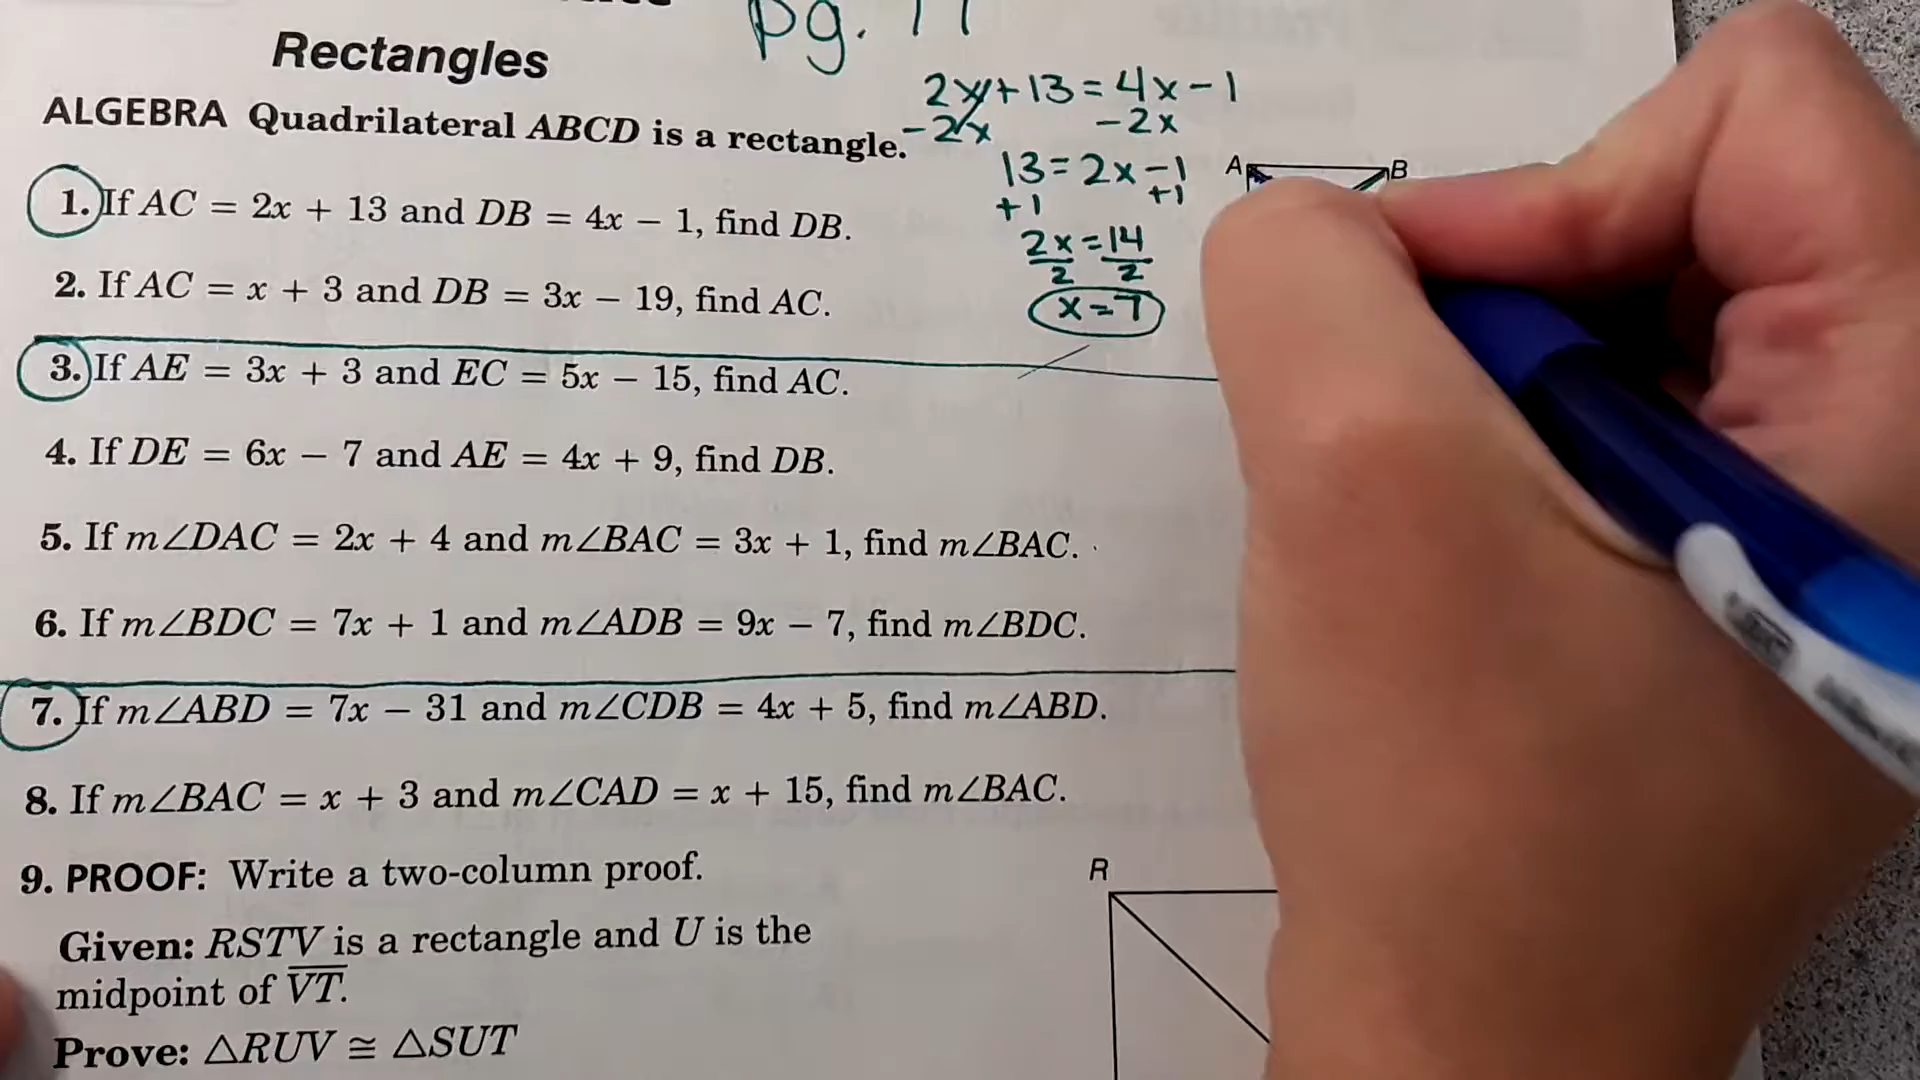 pg.
Rectangles
ALGEBRA Quadrilateral ABCD is a rectangle.
2x+13=4x-1
-2x -2x
13=2x-1
+1 +1
2x=14
2 2
x=7
A B
1. If AC = 2x + 13 and DB = 4x − 1, find DB.
2. If AC = x + 3 and DB = 3x − 19, find AC.
3. If AE = 3x + 3 and EC = 5x − 15, find AC.
4. If DE = 6x − 7 and AE = 4x + 9, find DB.
5. If m∠DAC = 2x + 4 and m∠BAC = 3x + 1, find m∠BAC.
6. If m∠BDC = 7x + 1 and m∠ADB = 9x − 7, find m∠BDC.
7. If m∠ABD = 7x − 31 and m∠CDB = 4x + 5, find m∠ABD.
8. If m∠BAC = x + 3 and m∠CAD = x + 15, find m∠BAC.
9. PROOF: Write a two-column proof.
R
Given: RSTV is a rectangle and U is the
midpoint of V̅T̅.
Prove: △RUV ≅ △SUT